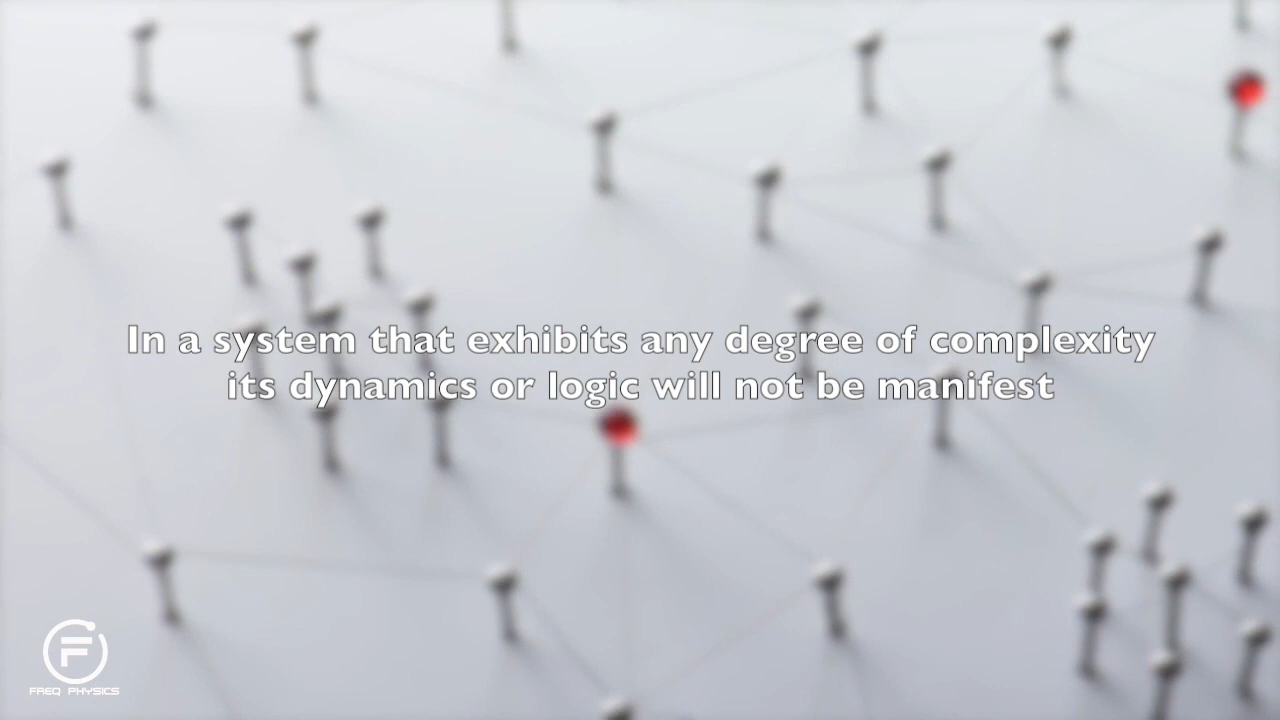 In a system that exhibits any degree of complexity
its dynamics or logic will not be manifest
FREQ PHYSICS